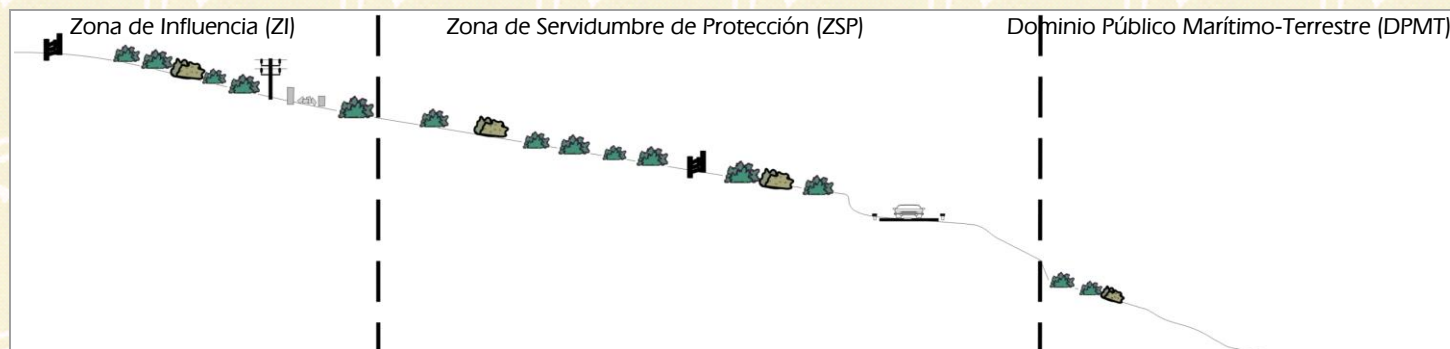 Zona de Influencia (ZI)
Zona de Servidumbre de Protección (ZSP)
Dominio Público Marítimo-Terrestre (DPMT)